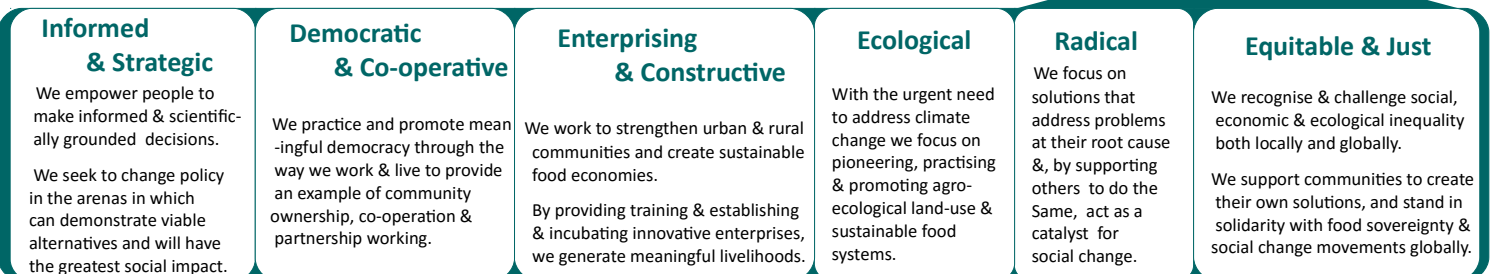 Informed
& Strategic
We empower people to
make informed & scientific-
ally grounded decisions.
We seek to change policy
in the arenas in which
can demonstrate viable
alternatives and will have
the greatest social impact.
Democratic
& Co-operative
We practice and promote mean
-ingful democracy through the
way we work & live to provide
an example of community
ownership, co-operation &
partnership working.
Enterprising
& Constructive
We work to strengthen urban & rural
communities and create sustainable
food economies.
By providing training & establishing
& incubating innovative enterprises,
we generate meaningful livelihoods.
Ecological
With the urgent need
to address climate
change we focus on
pioneering, practising
& promoting agro-
ecological land-use &
sustainable food
systems.
Radical
We focus on
solutions that
address problems
at their root cause
&, by supporting
others to do the
Same, act as a
catalyst for
social change.
Equitable & Just
We recognise & challenge social,
economic & ecological inequality
both locally and globally.
We support communities to create
their own solutions, and stand in
solidarity with food sovereignty &
social change movements globally.